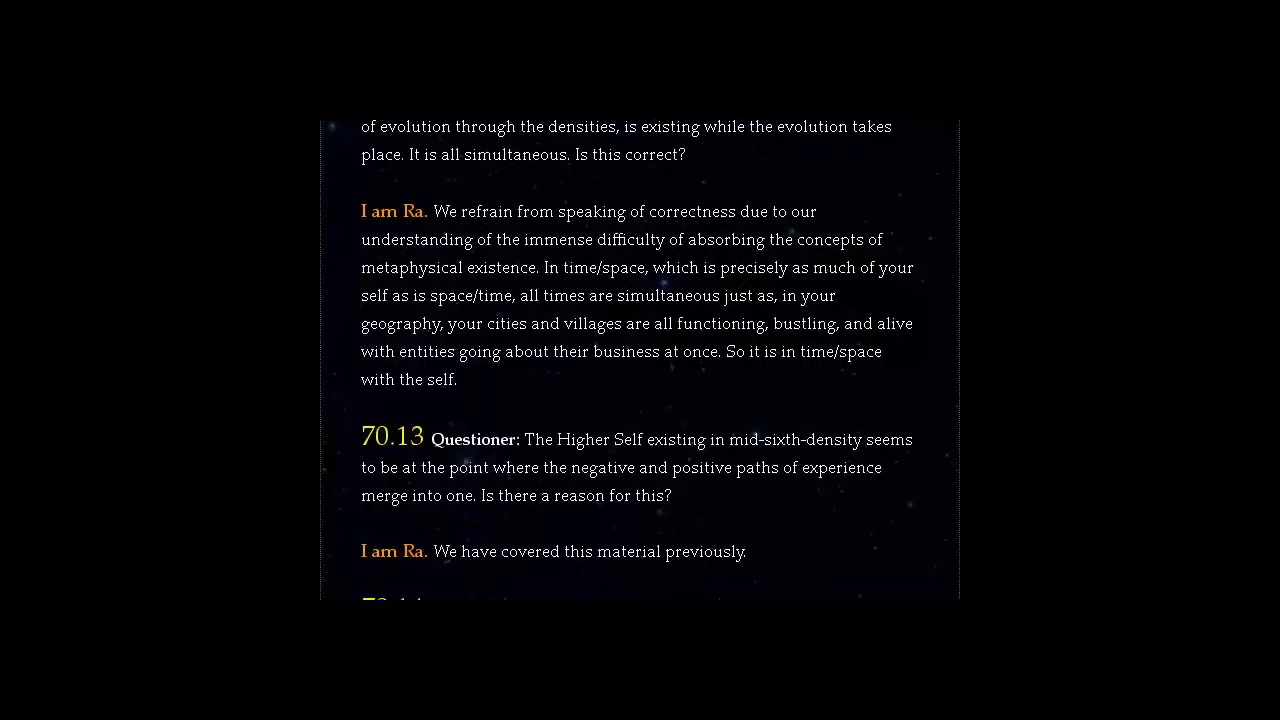 of evolution through the densities, is existing while the evolution takes
place. It is all simultaneous. Is this correct?
I am Ra. We refrain from speaking of correctness due to our
understanding of the immense difficulty of absorbing the concepts of
metaphysical existence. In time/space, which is precisely as much of your
self as is space/time, all times are simultaneous just as, in your
geography, your cities and villages are all functioning, bustling, and alive
with entities going about their business at once. So it is in time/space
with the self.
70.13 Questioner: The Higher Self existing in mid-sixth-density seems
to be at the point where the negative and positive paths of experience
merge into one. Is there a reason for this?
I am Ra. We have covered this material previously.